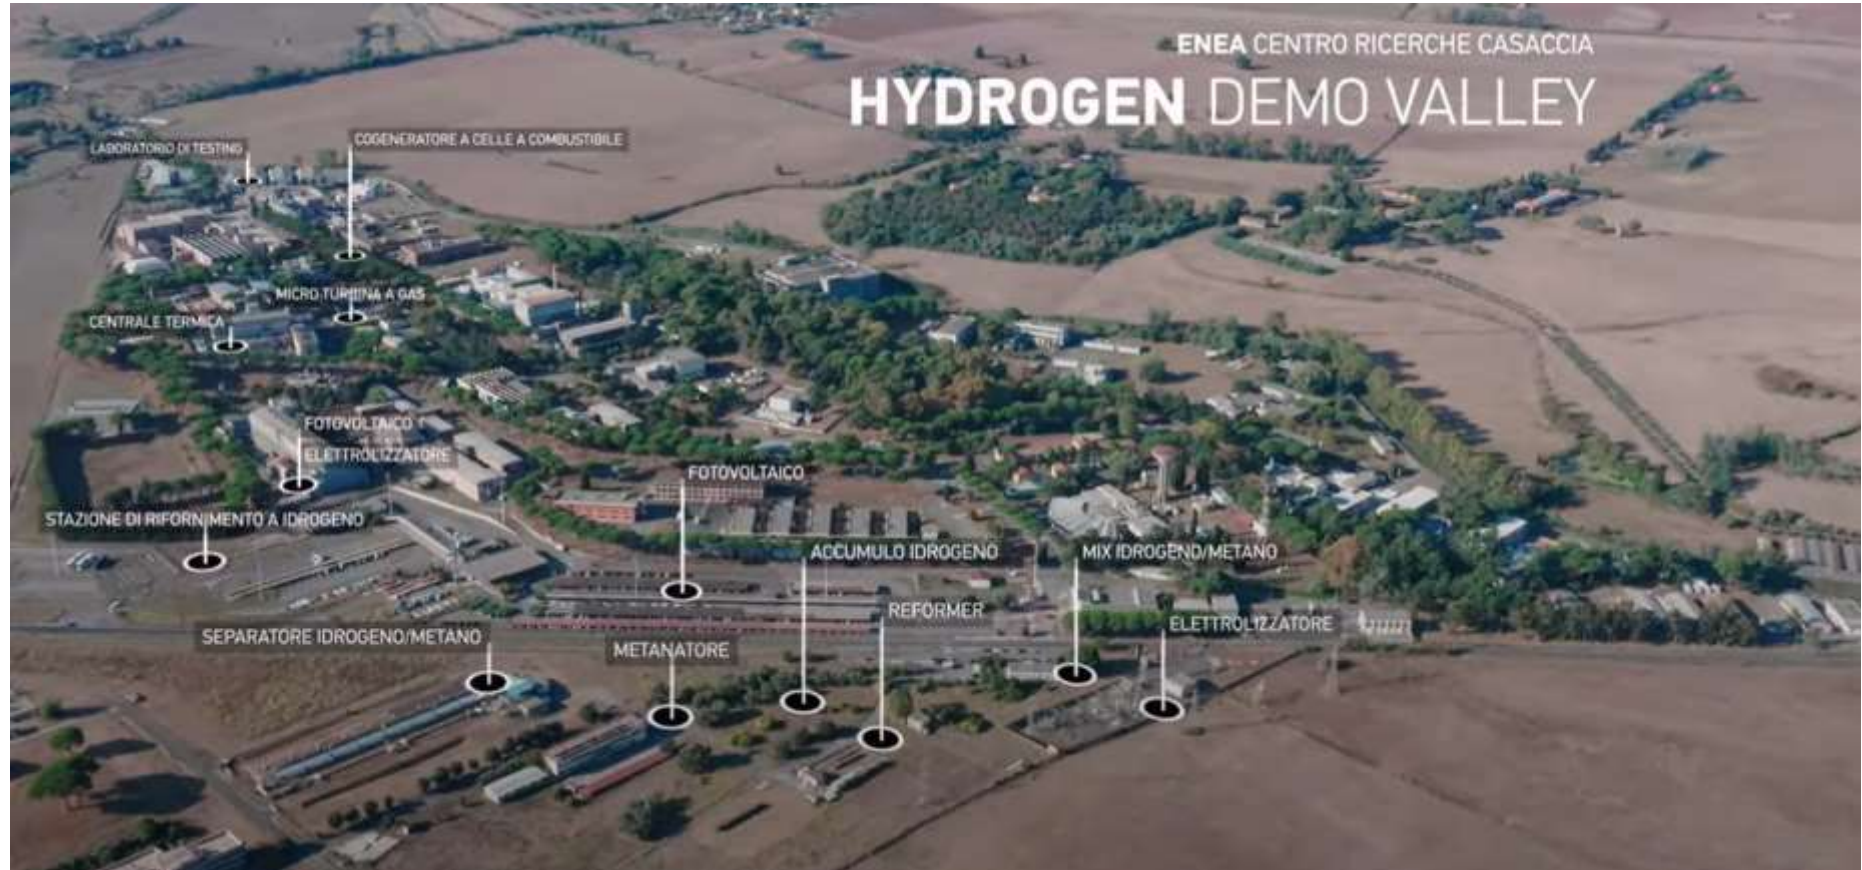 ENEA CENTRO RICERCHE CASACCIA
HYDROGEN DEMO VALLEY
COGENERATORE A CELLE A COMBUSTIBILE
LABORATORIO DI TESTING
MICRO TURBINA A GAS
CENTRALE TERMICA
FOTOVOLTAICO
ELETTROLIZZATORE
FOTOVOLTAICO
STAZIONE DI RIFORNIMENTO A IDROGENO
ACCUMULO IDROGENO
MIX IDROGENO/METANO
REFORMER
ELETTROLIZZATORE
SEPARATORE IDROGENO/METANO
METANATORE